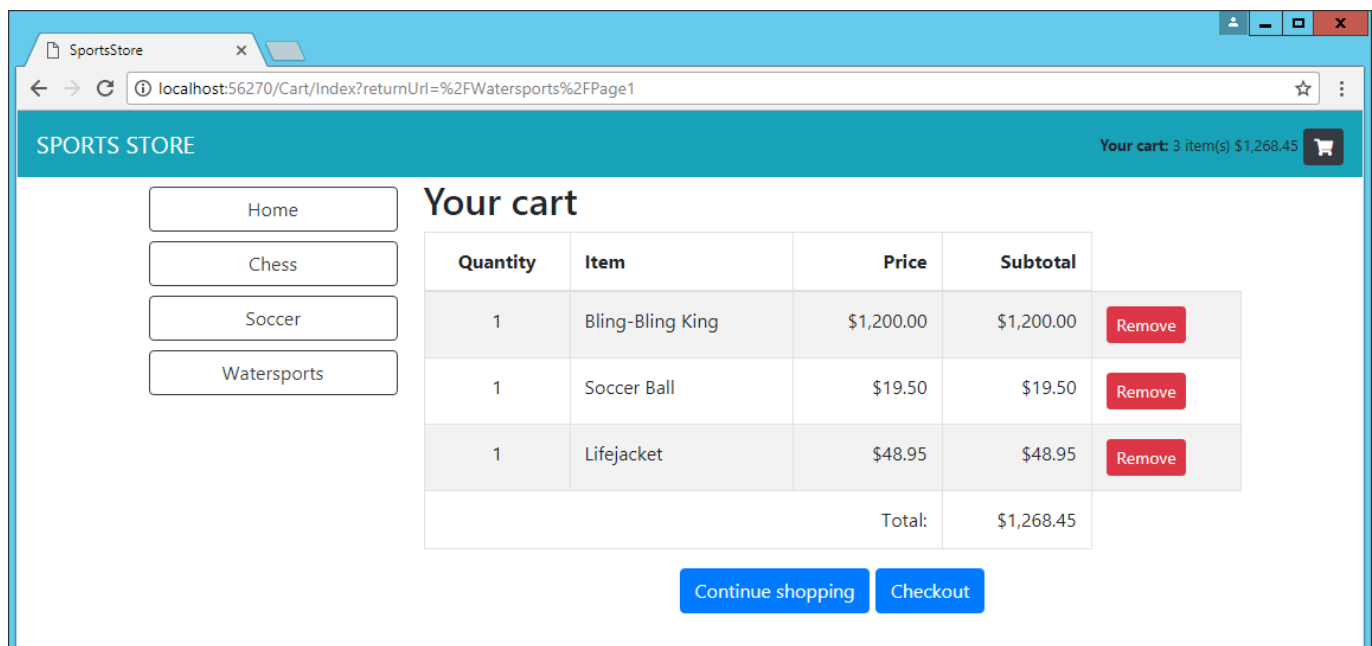 SportsStore
localhost:56270/Cart/Index?returnUrl=%2FWatersports%2FPage1
SPORTS STORE
Your cart: 3 item(s) $1,268.45
Home
Chess
Soccer
Watersports
Your cart
Quantity Item Price Subtotal
1 Bling-Bling King $1,200.00 $1,200.00 Remove
1 Soccer Ball $19.50 $19.50 Remove
1 Lifejacket $48.95 $48.95 Remove
Total: $1,268.45
Continue shopping Checkout